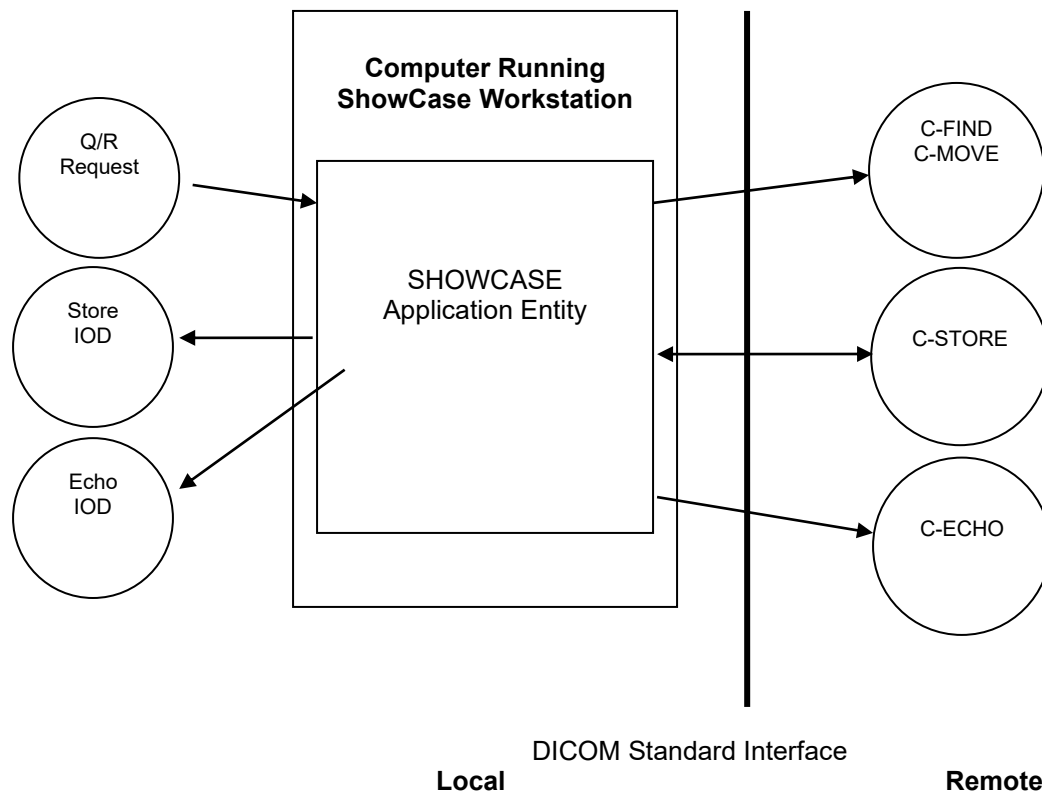 Computer Running
ShowCase Workstation
Q/R
Request
C-FIND
C-MOVE
SHOWCASE
Application Entity
Store
IOD
C-STORE
Echo
IOD
C-ECHO
DICOM Standard Interface
Local
Remote